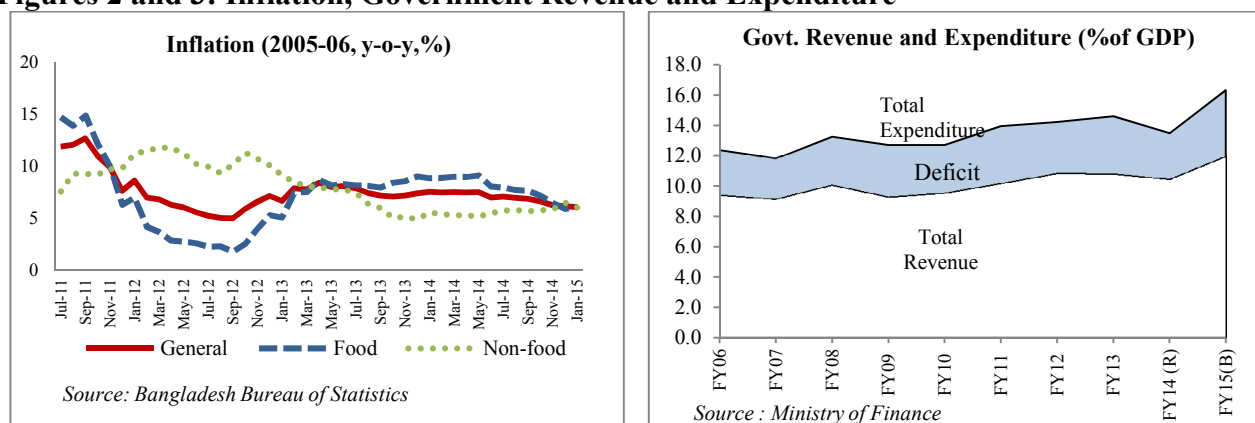 Figures 2 and 3: Inflation, Government Revenue and Expenditure
Inflation (2005-06, y-o-y,%)
20
15
10
5
0
Jul-11
Sep-11
Nov-11
Jan-12
Mar-12
May-12
Jul-12
Sep-12
Nov-12
Jan-13
Mar-13
May-13
Jul-13
Sep-13
Nov-13
Jan-14
Mar-14
May-14
Jul-14
Sep-14
Nov-14
Jan-15
General
Food
Non-food
Source: Bangladesh Bureau of Statistics
Govt. Revenue and Expenditure (%of GDP)
18.0
16.0
14.0
12.0
10.0
8.0
6.0
4.0
2.0
0.0
Total
Expenditure
Deficit
Total
Revenue
FY06
FY07
FY08
FY09
FY10
FY11
FY12
FY13
FY14 (R)
FY15(B)
Source : Ministry of Finance